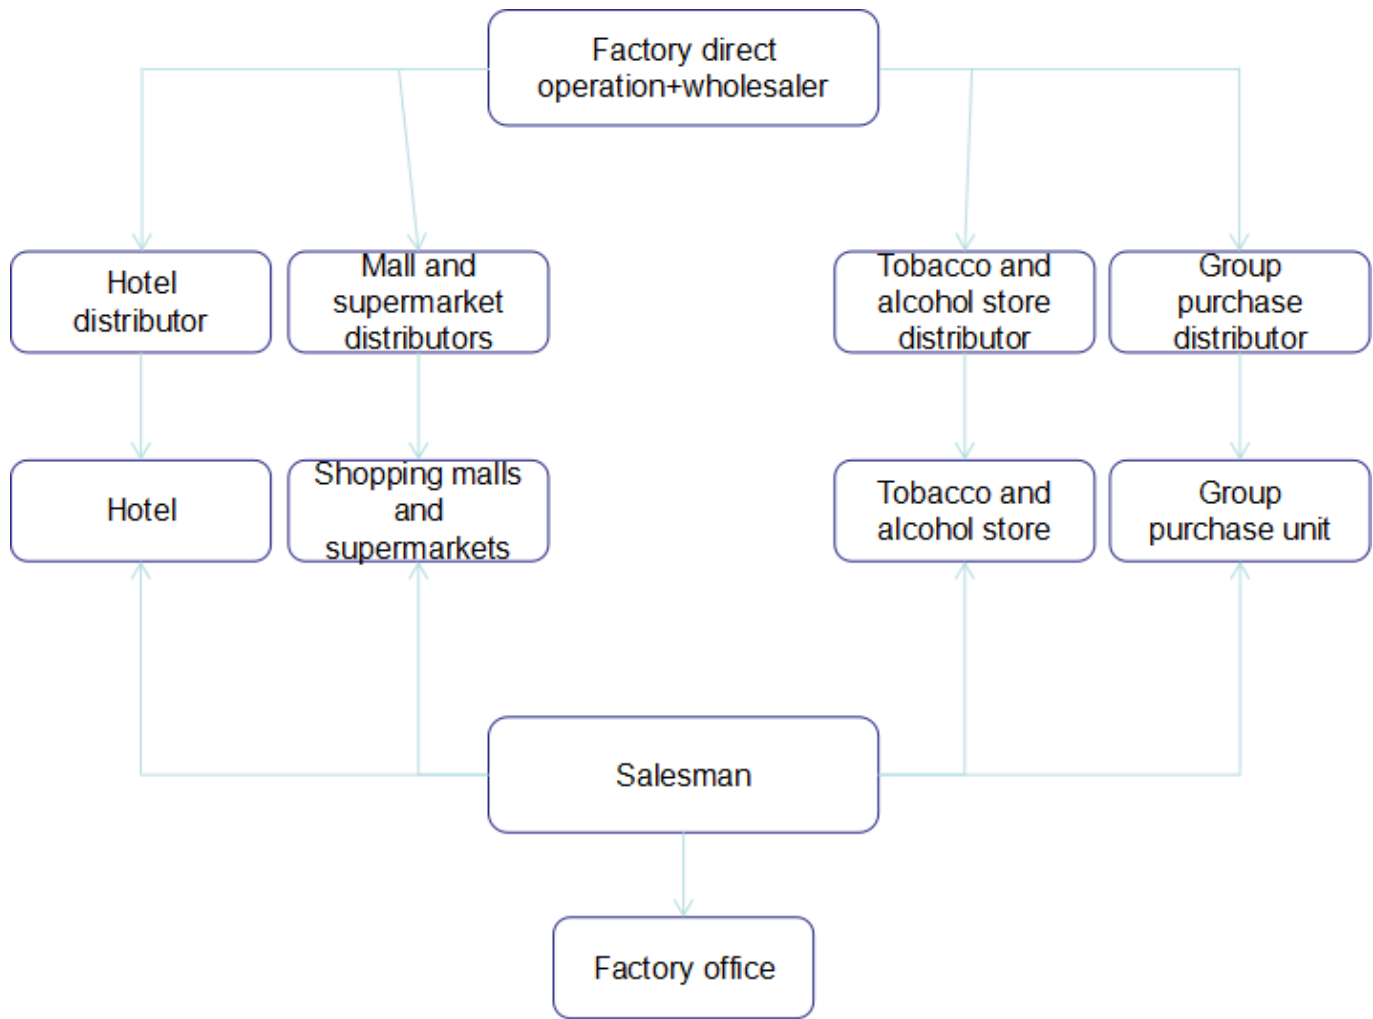 Factory direct
operation+wholesaler
Hotel
distributor
Mall and
supermarket
distributors
Tobacco and
alcohol store
distributor
Group
purchase
distributor
Hotel
Shopping malls
and
supermarkets
Tobacco and
alcohol store
Group
purchase unit
Salesman
Factory office